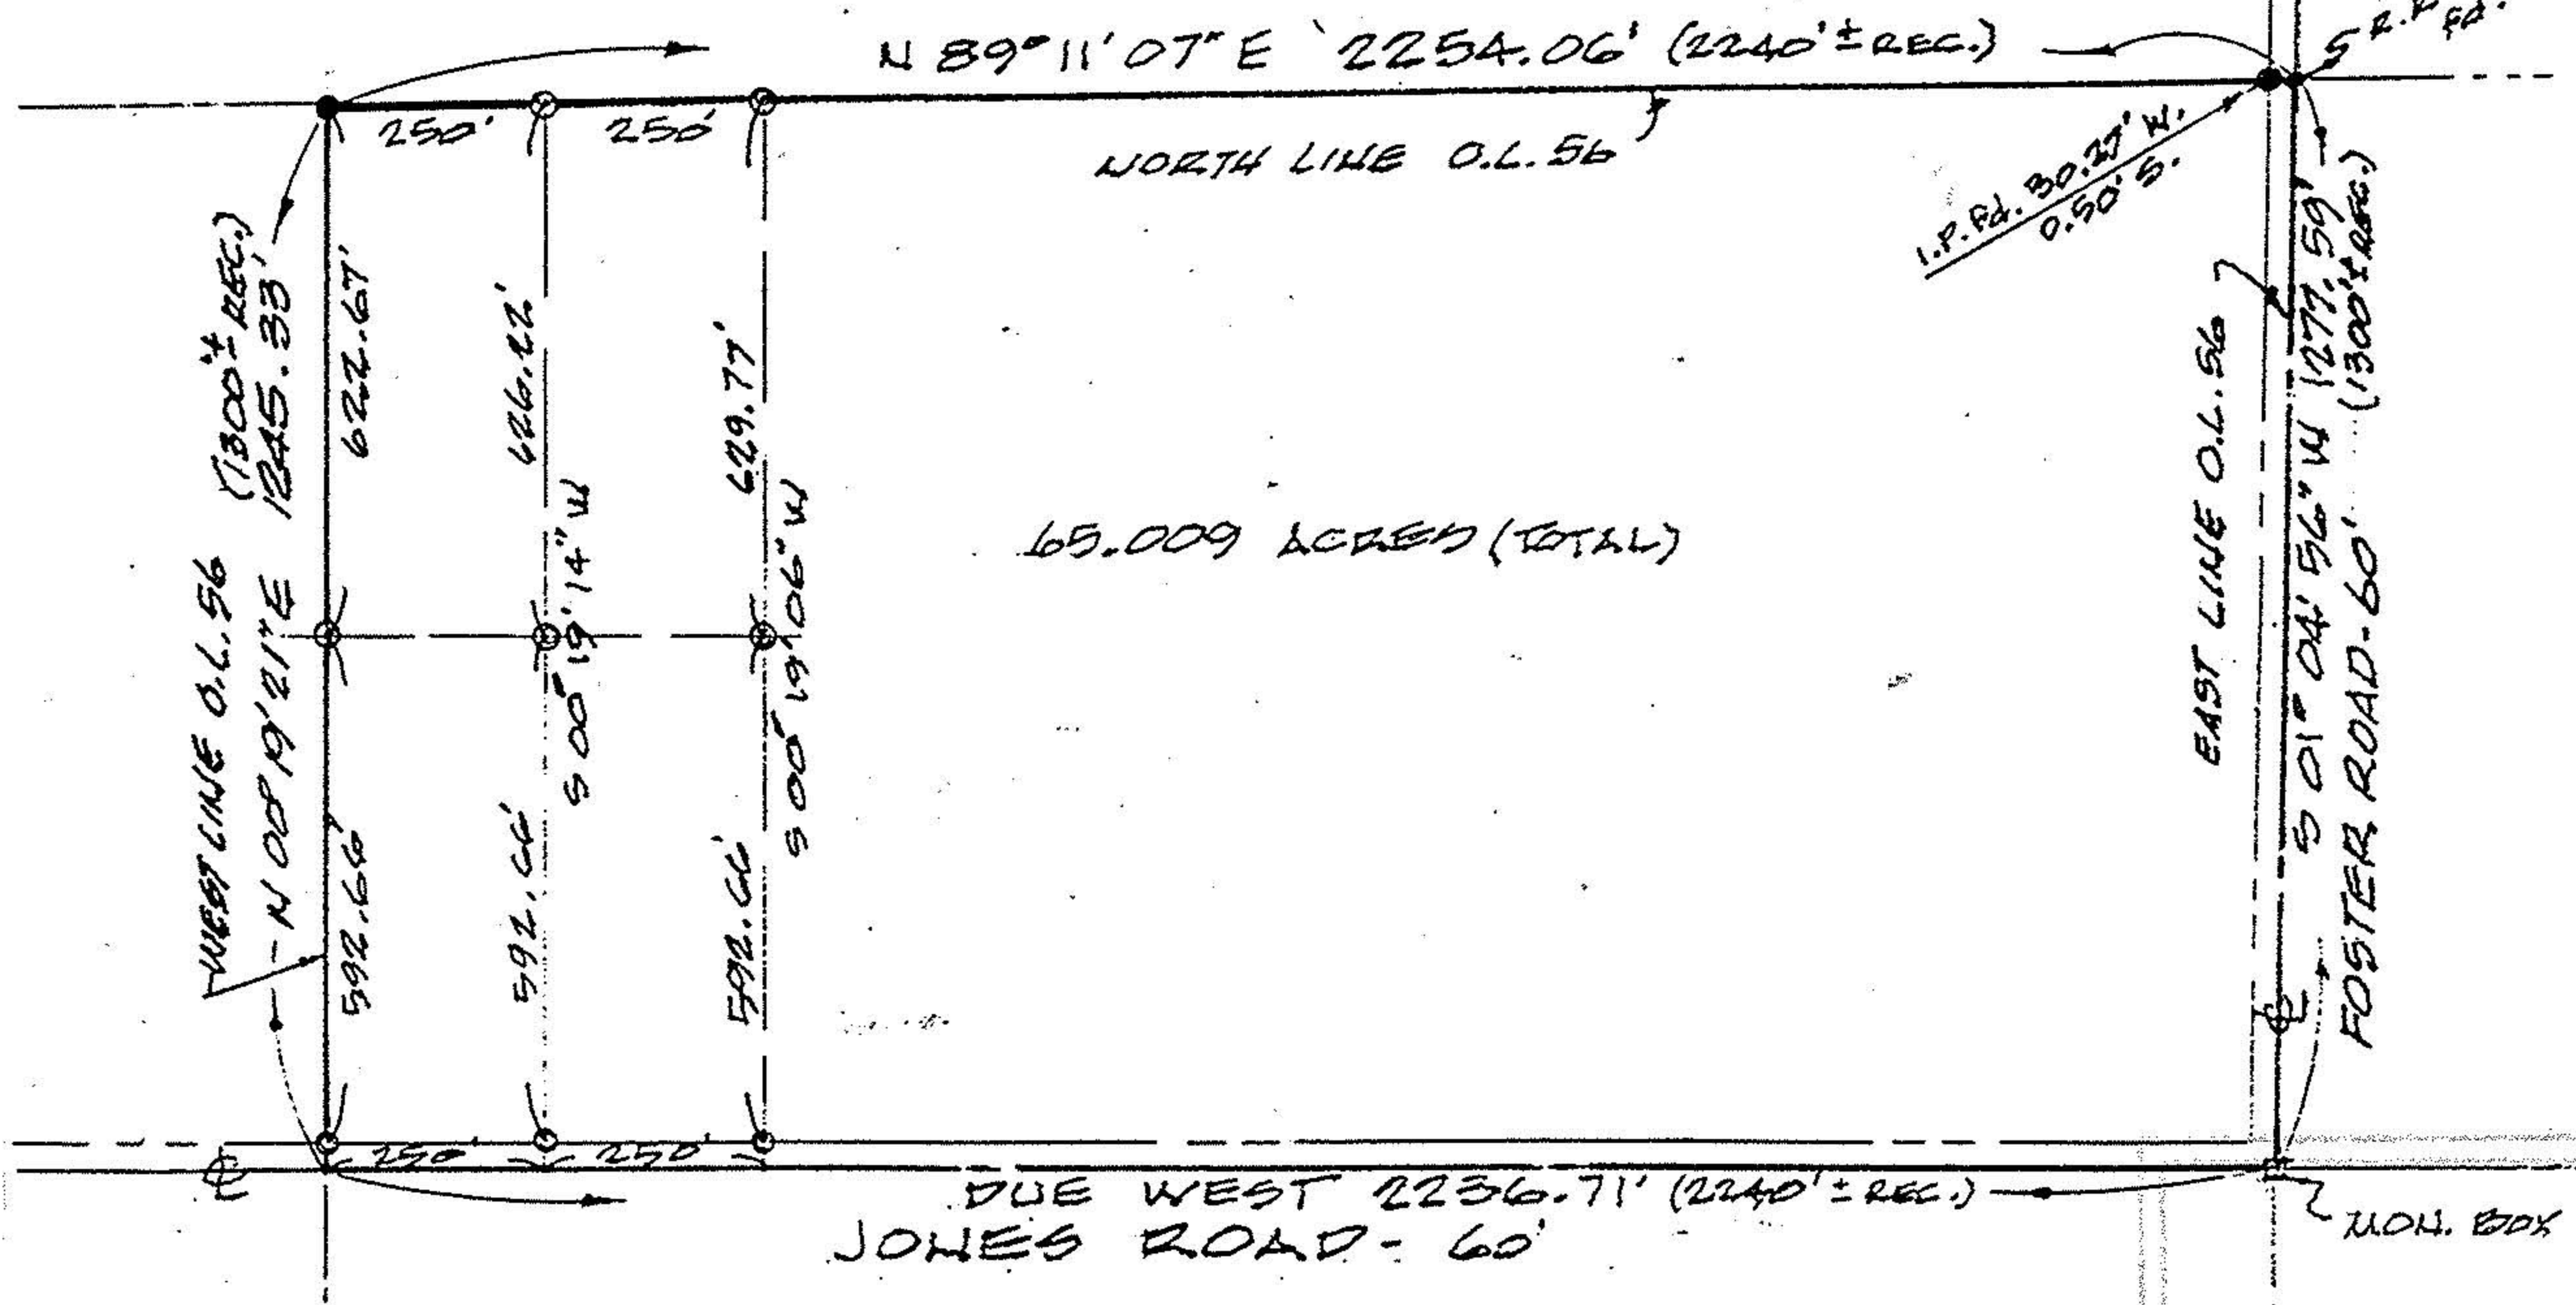 N 89° 11' 07" E 2254.06' (2240' ± REC.)
R.P. Fd.
250'
250'
NORTH LINE O.L. 56
I.P. Fd. 30.27' W.
0.50' S.
WEST LINE O.L. 56
N 00° 19' 21" E 1245.33'
(1300' ± REC.)
622.67'
592.66'
626.22'
592.66'
S 00° 19' 14" W
629.77'
592.66'
S 00° 19' 06" W
65.009 ACRES (TOTAL)
EAST LINE O.L. 56
S 01° 04' 56" W 1277.59'
(1300' ± REC.)
FOSTER ROAD - 60'
250'
250'
DUE WEST 2236.71' (2240' ± REC.)
JONES ROAD - 60'
MON. BOX